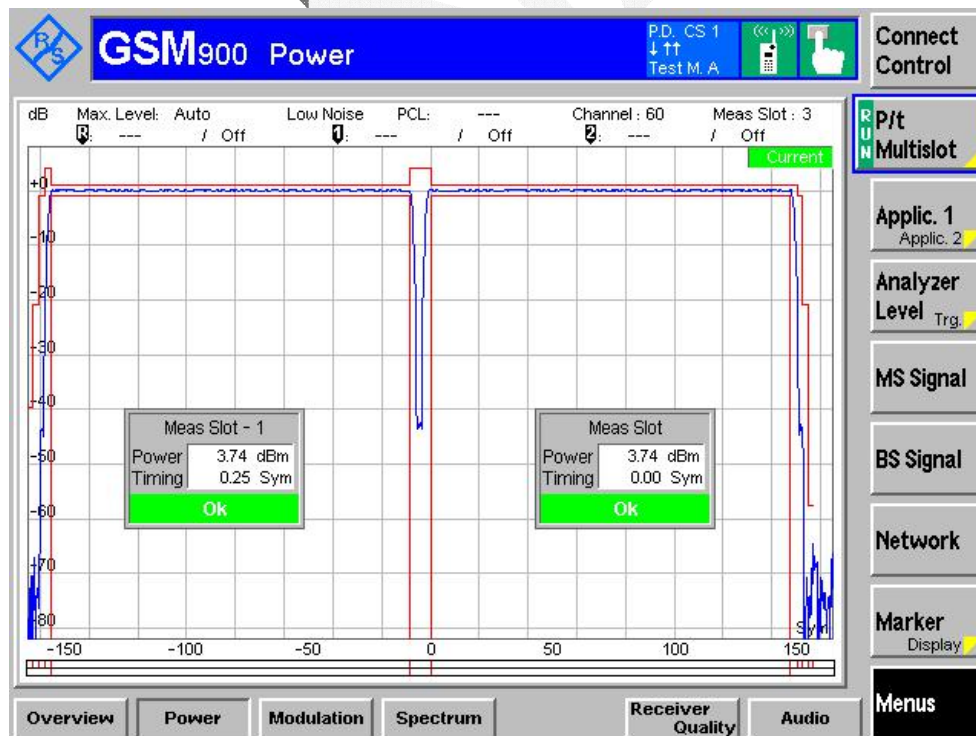 R/S
GSM900 Power
P.D. CS 1
↓ ↑↑
Test M. A
Connect
Control
dB Max. Level: Auto Low Noise PCL: --- Channel : 60 Meas Slot : 3
R: --- / Off 1: --- / Off 2: --- / Off
Current
RUN
P/t
Multislot
Applic. 1
Applic. 2
Analyzer
Level Trg.
MS Signal
BS Signal
Network
Marker
Display
Menus
+0
-10
-20
-30
-40
-50
-60
-70
-80
Meas Slot - 1
Power 3.74 dBm
Timing 0.25 Sym
Ok
Meas Slot
Power 3.74 dBm
Timing 0.00 Sym
Ok
-150 -100 -50 0 50 100 150
Overview Power Modulation Spectrum Receiver Quality Audio